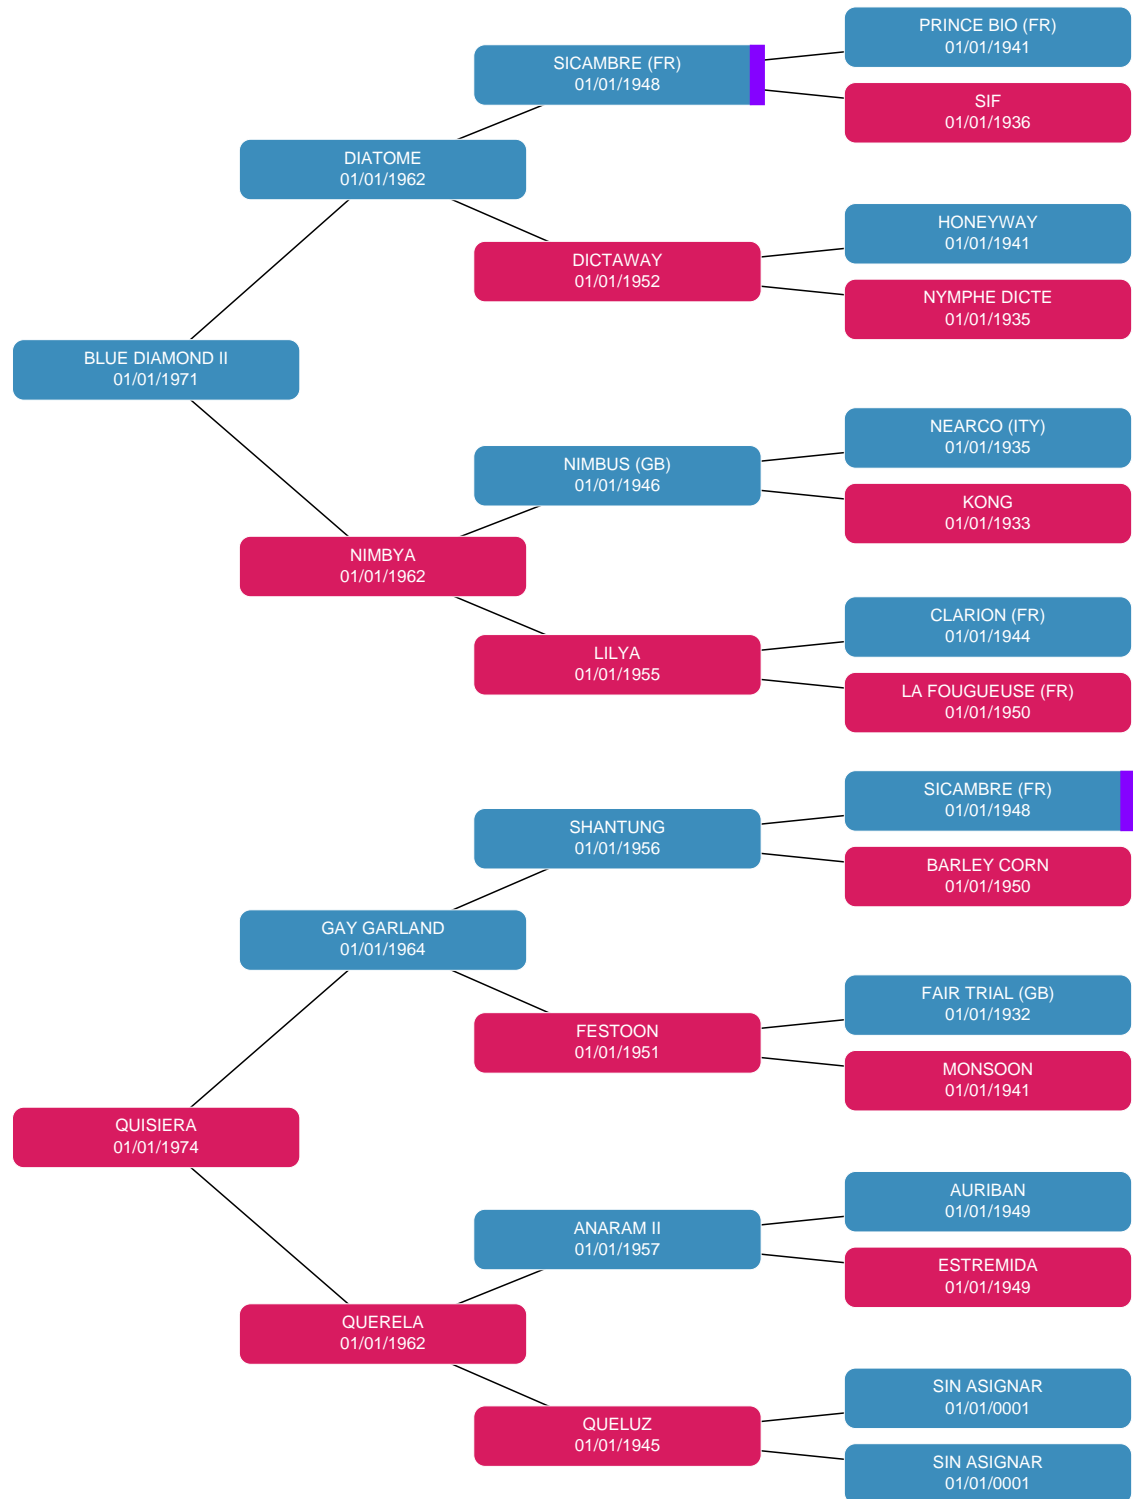 PRINCE BIO (FR)
01/01/1941
SICAMBRE (FR)
01/01/1948
SIF
01/01/1936
DIATOME
01/01/1962
HONEYWAY
01/01/1941
DICTAWAY
01/01/1952
NYMPHE DICTE
01/01/1935
BLUE DIAMOND II
01/01/1971
NEARCO (ITY)
01/01/1935
NIMBUS (GB)
01/01/1946
KONG
01/01/1933
NIMBYA
01/01/1962
CLARION (FR)
01/01/1944
LILYA
01/01/1955
LA FOUGUEUSE (FR)
01/01/1950
SICAMBRE (FR)
01/01/1948
SHANTUNG
01/01/1956
BARLEY CORN
01/01/1950
GAY GARLAND
01/01/1964
FAIR TRIAL (GB)
01/01/1932
FESTOON
01/01/1951
MONSOON
01/01/1941
QUISIERA
01/01/1974
AURIBAN
01/01/1949
ANARAM II
01/01/1957
ESTREMIDA
01/01/1949
QUERELA
01/01/1962
SIN ASIGNAR
01/01/0001
QUELUZ
01/01/1945
SIN ASIGNAR
01/01/0001